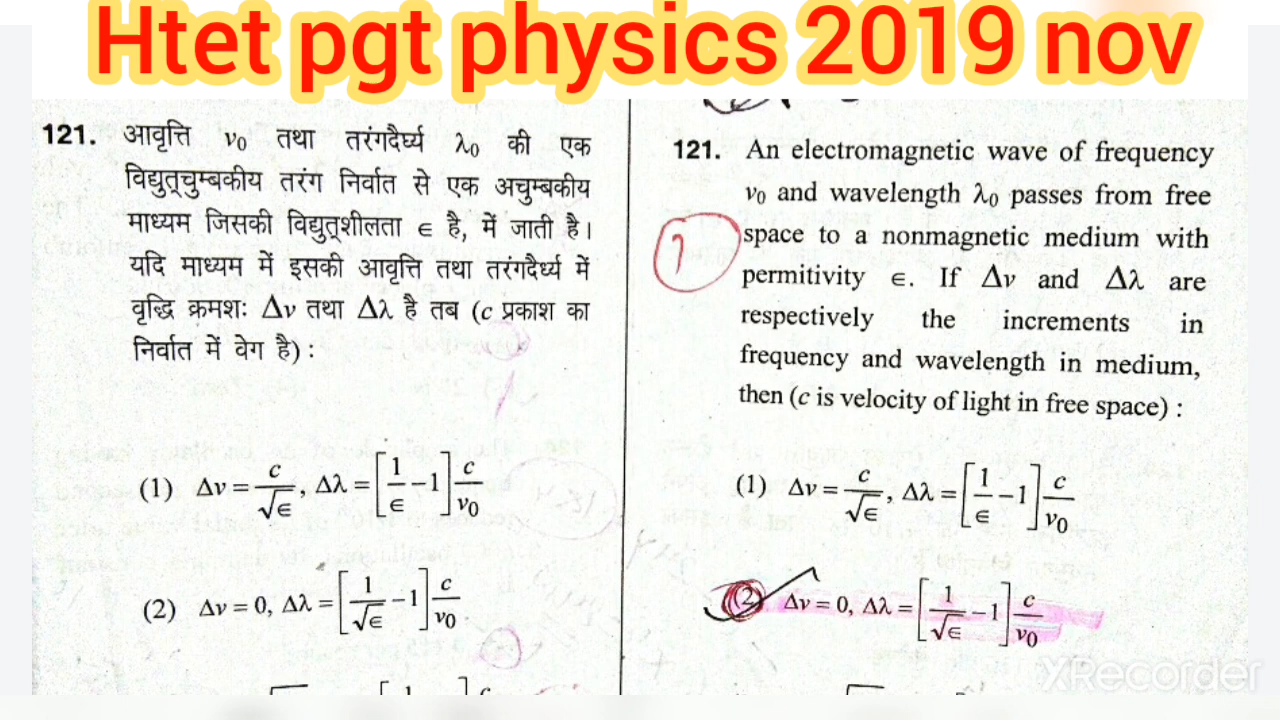 Htet pgt physics 2019 nov
121. आवृत्ति ν₀ तथा तरंगदैर्घ्य λ₀ की एक
विद्युत्चुम्बकीय तरंग निर्वात से एक अचुम्बकीय
माध्यम जिसकी विद्युत्शीलता ∈ है, में जाती है।
यदि माध्यम में इसकी आवृत्ति तथा तरंगदैर्घ्य में
वृद्धि क्रमशः Δν तथा Δλ है तब (c प्रकाश का
निर्वात में वेग है) :
(1) Δν = c/√∈, Δλ = [1/∈ − 1] c/ν₀
(2) Δν = 0, Δλ = [1/√∈ − 1] c/ν₀
121. An electromagnetic wave of frequency
ν₀ and wavelength λ₀ passes from free
space to a nonmagnetic medium with
permitivity ∈. If Δν and Δλ are
respectively the increments in
frequency and wavelength in medium,
then (c is velocity of light in free space) :
(1) Δν = c/√∈, Δλ = [1/∈ − 1] c/ν₀
(2) Δν = 0, Δλ = [1/√∈ − 1] c/ν₀
XRecorder